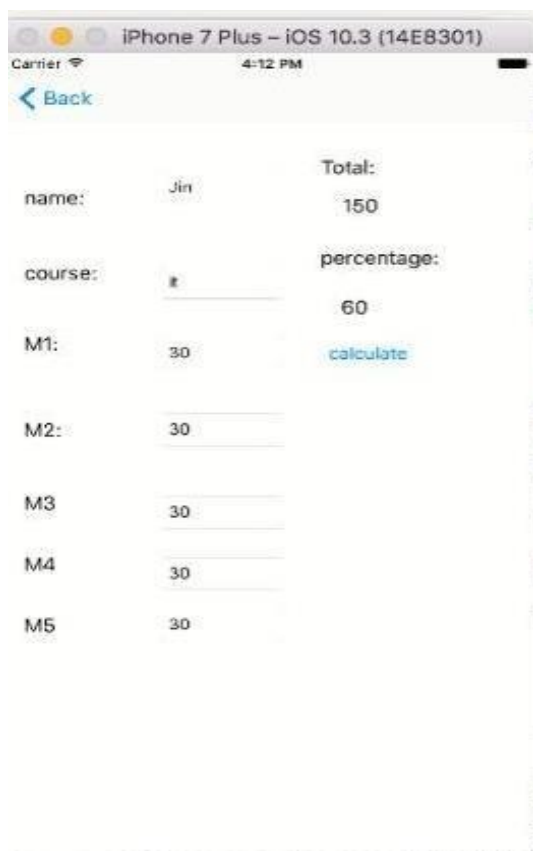 iPhone 7 Plus – iOS 10.3 (14E8301)
Carrier 4:12 PM
Back
name: Jin
Total:
150
course: it
percentage:
60
M1: 30
calculate
M2: 30
M3 30
M4 30
M5 30